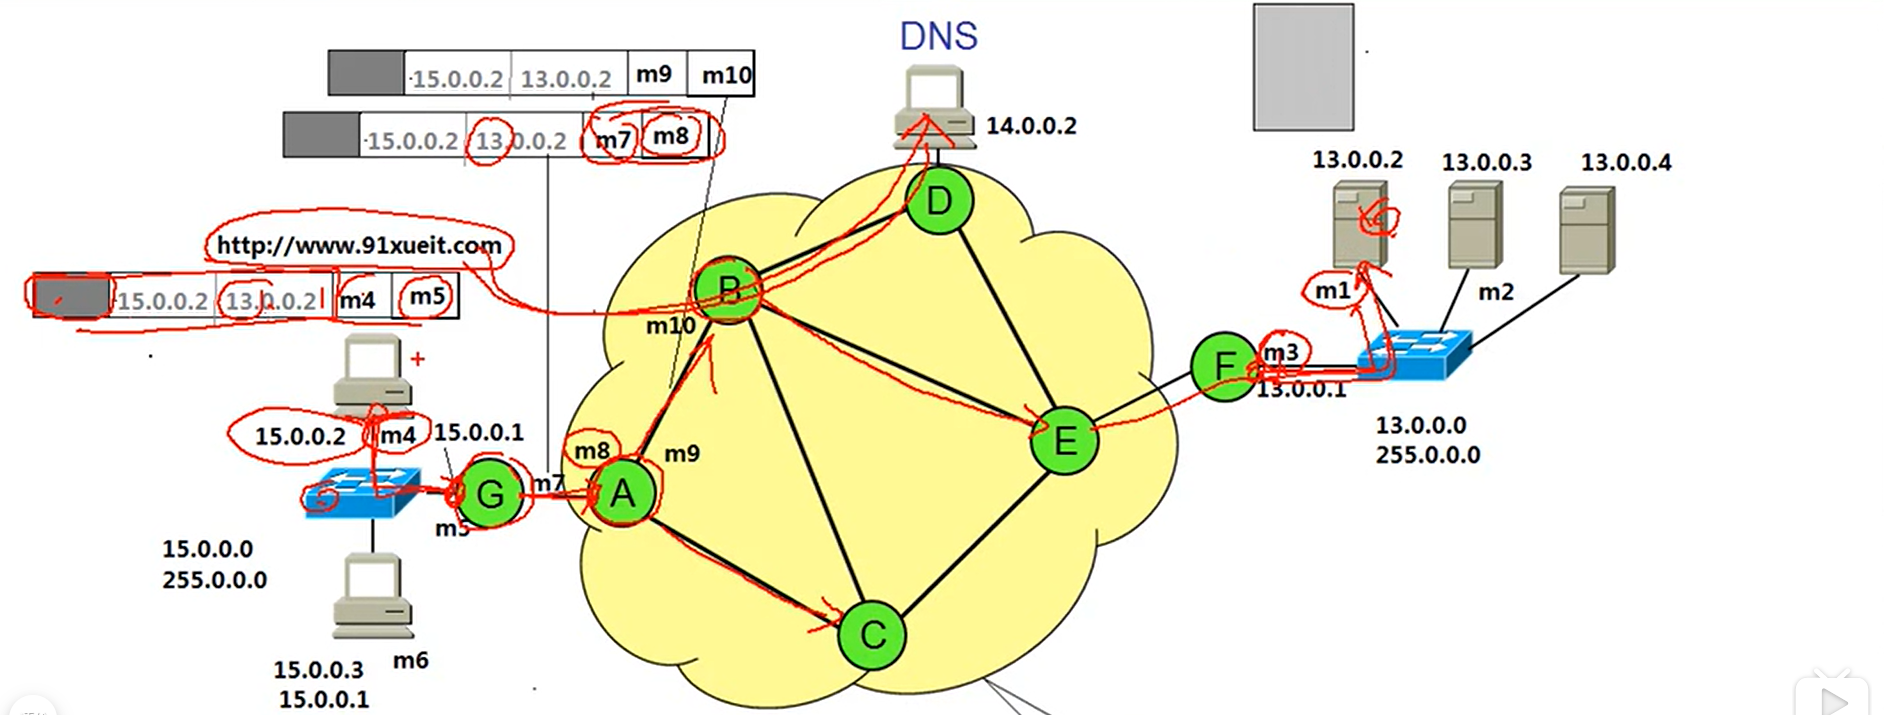 DNS
15.0.0.2 13.0.0.2 m9 m10
15.0.0.2 13.0.0.2 m7 m8
14.0.0.2
13.0.0.2 13.0.0.3 13.0.0.4
D
http://www.91xueit.com
15.0.0.2 13.0.0.2 m4 m5
B
m10
m1
m2
F
m3
13.0.0.1
15.0.0.2 m4 15.0.0.1
m8
m9
E
13.0.0.0
255.0.0.0
G
m7
A
m5
15.0.0.0
255.0.0.0
C
15.0.0.3 m6
15.0.0.1